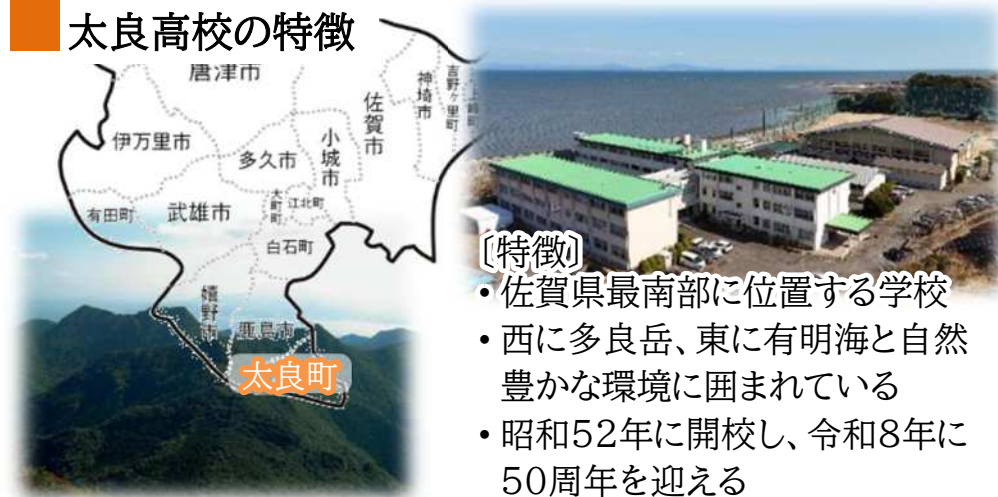 太良高校の特徴
唐津市
伊万里市
多久市
小城市
佐賀市
神埼市
吉野ヶ里町
上峰町
有田町
武雄市
大町町
江北町
白石町
嬉野市
鹿島市
太良町
〔特徴〕
・佐賀県最南部に位置する学校
・西に多良岳、東に有明海と自然
豊かな環境に囲まれている
・昭和52年に開校し、令和8年に
50周年を迎える